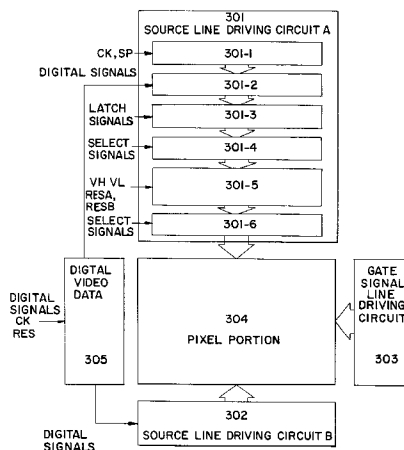 301
SOURCE LINE DRIVING CIRCUIT A
CK,SP
301-1
DIGITAL SIGNALS
301-2
LATCH
SIGNALS
301-3
SELECT
SIGNALS
301-4
VH VL
RESA,
RESB
301-5
SELECT
SIGNALS
301-6
DIGITAL
SIGNALS
CK
RES
DIGTAL
VIDEO
DATA
305
304
PIXEL PORTION
GATE
SIGNAL
LINE
DRIVING
CIRCUIT
303
302
SOURCE LINE DRIVING CIRCUIT B
DIGITAL
SIGNALS